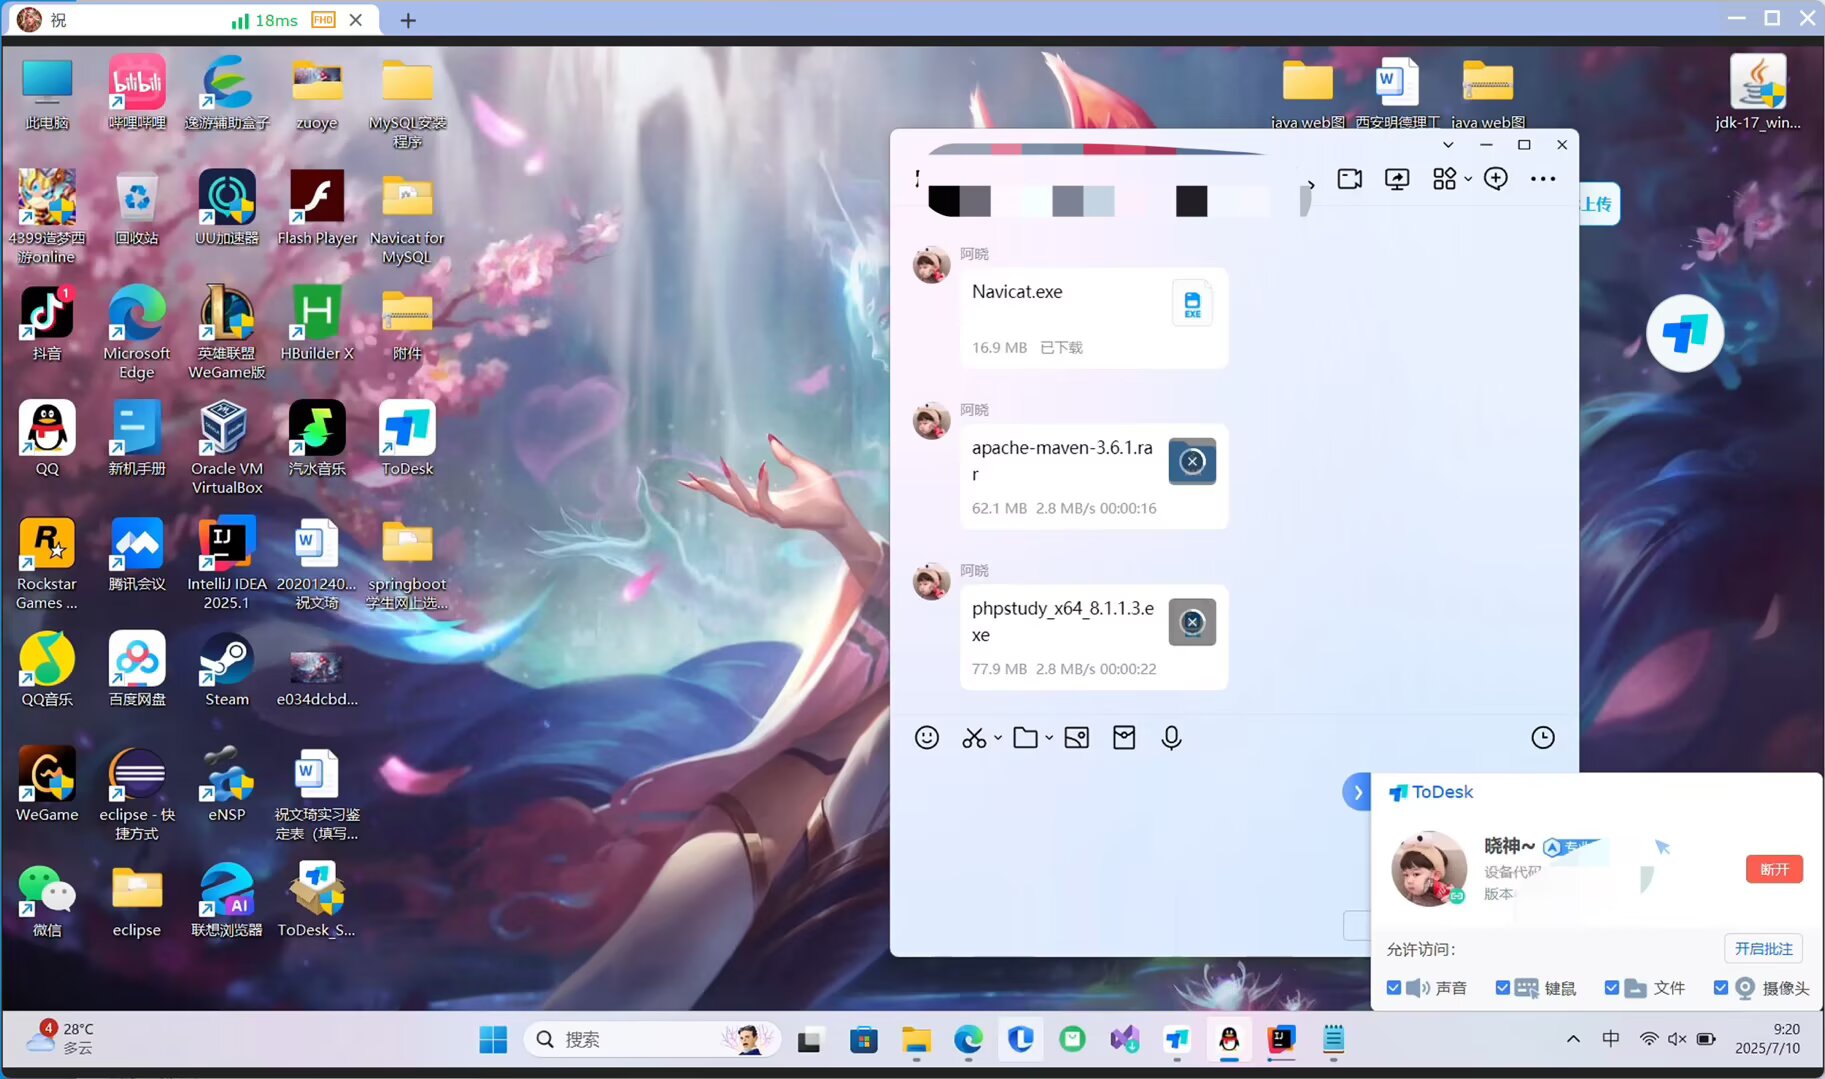 祝 18ms FHD
此电脑
哔哩哔哩
逸游辅助盒子
zuoye
MySQL安装
程序
java web图
西安明德理工
java web图
jdk-17_win...
4399造梦西
游online
回收站
UU加速器
Flash Player
Navicat for
MySQL
上传
抖音
1
Microsoft
Edge
英雄联盟
WeGame版
HBuilder X
附件
QQ
新机手册
Oracle VM
VirtualBox
汽水音乐
ToDesk
Rockstar
Games ...
腾讯会议
IntelliJ IDEA
2025.1
20201240...
祝文琦
springboot
学生网上选...
QQ音乐
百度网盘
Steam
e034dcbd...
WeGame
eclipse - 快
捷方式
eNSP
祝文琦实习鉴
定表（填写...
微信
eclipse
联想浏览器
ToDesk_S...
阿晓
Navicat.exe
EXE
16.9 MB 已下载
阿晓
apache-maven-3.6.1.ra
r
62.1 MB 2.8 MB/s 00:00:16
阿晓
phpstudy_x64_8.1.1.3.e
xe
77.9 MB 2.8 MB/s 00:00:22
ToDesk
晓神~
设备代码
版本
断开
允许访问：
开启批注
声音 键鼠 文件 摄像头
4
28°C
多云
搜索
中
9:20
2025/7/10